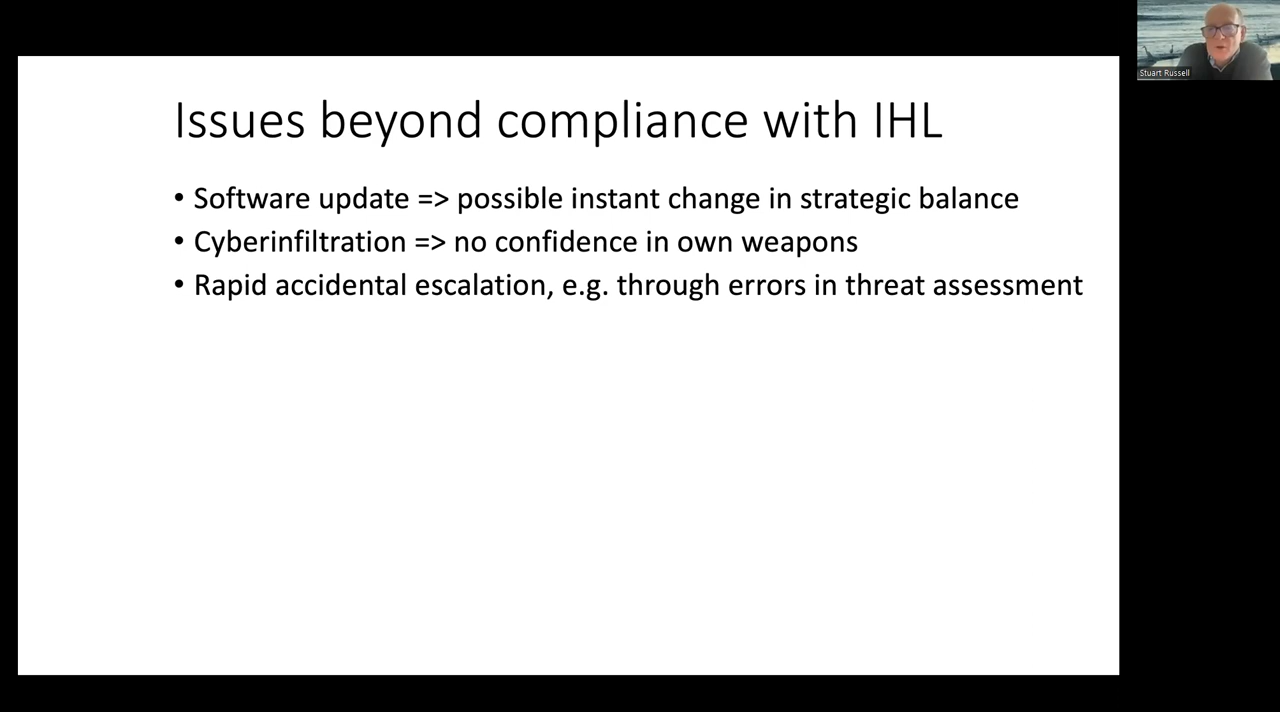 Issues beyond compliance with IHL
• Software update => possible instant change in strategic balance
• Cyberinfiltration => no confidence in own weapons
• Rapid accidental escalation, e.g. through errors in threat assessment
Stuart Russell